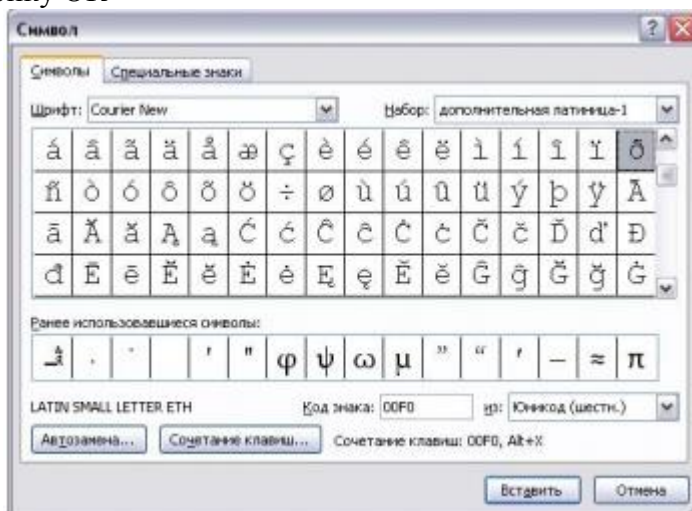 Символ
Символы Специальные знаки
Шрифт: Courier New Набор: дополнительная латиница-1
á â ã ä å æ ç è é ê ë ì í î ï ð
ñ ò ó ô õ ö ÷ ø ù ú û ü ý þ ÿ Ā
ā Ă ă Ą ą Ć ć Ĉ ĉ Ċ ċ Č č Ď ď Đ
đ Ē ē Ĕ ĕ Ė ė Ę ę Ě ě Ĝ ĝ Ğ ğ Ġ
Ранее использовавшиеся символы:
φ ψ ω μ ” “ ′ – ≈ π
LATIN SMALL LETTER ETH Код знака: 00F0 из: Юникод (шестн.)
Автозамена... Сочетание клавиш... Сочетание клавиш: 00F0, Alt+X
Вставить Отмена